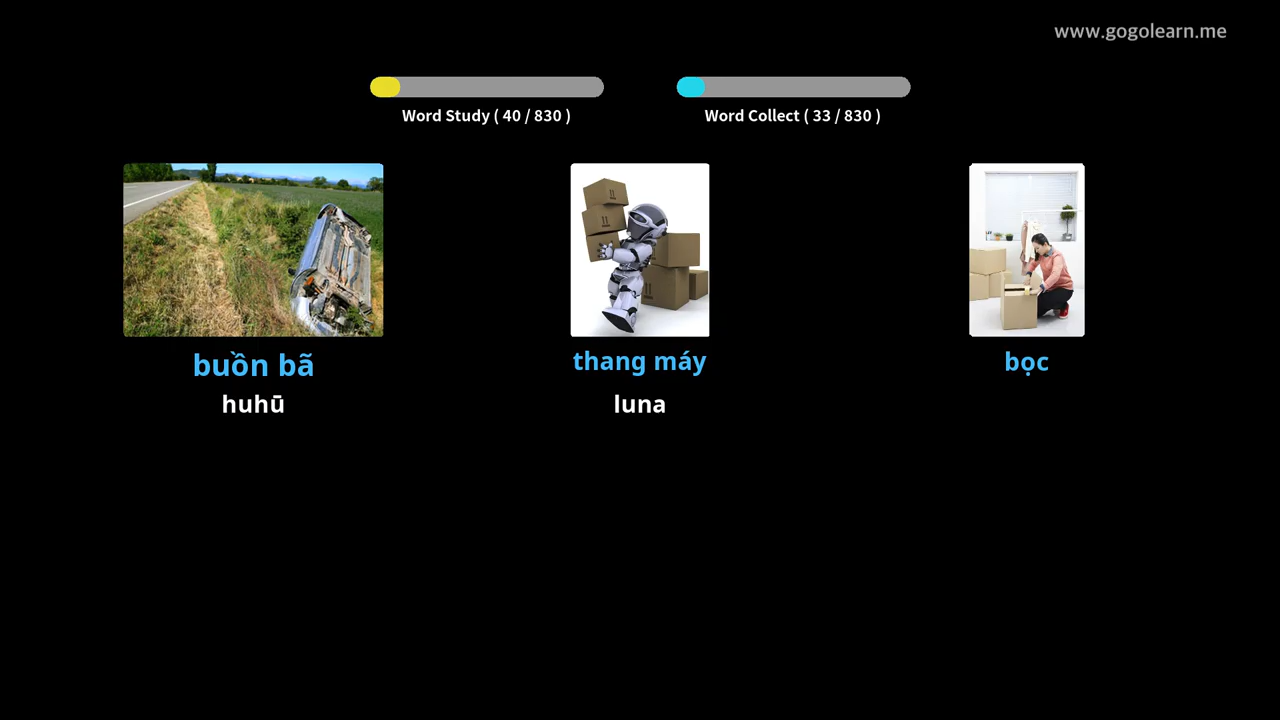 www.gogolearn.me
Word Study ( 40 / 830 )
Word Collect ( 33 / 830 )
buồn bã
thang máy
bọc
huhū
luna